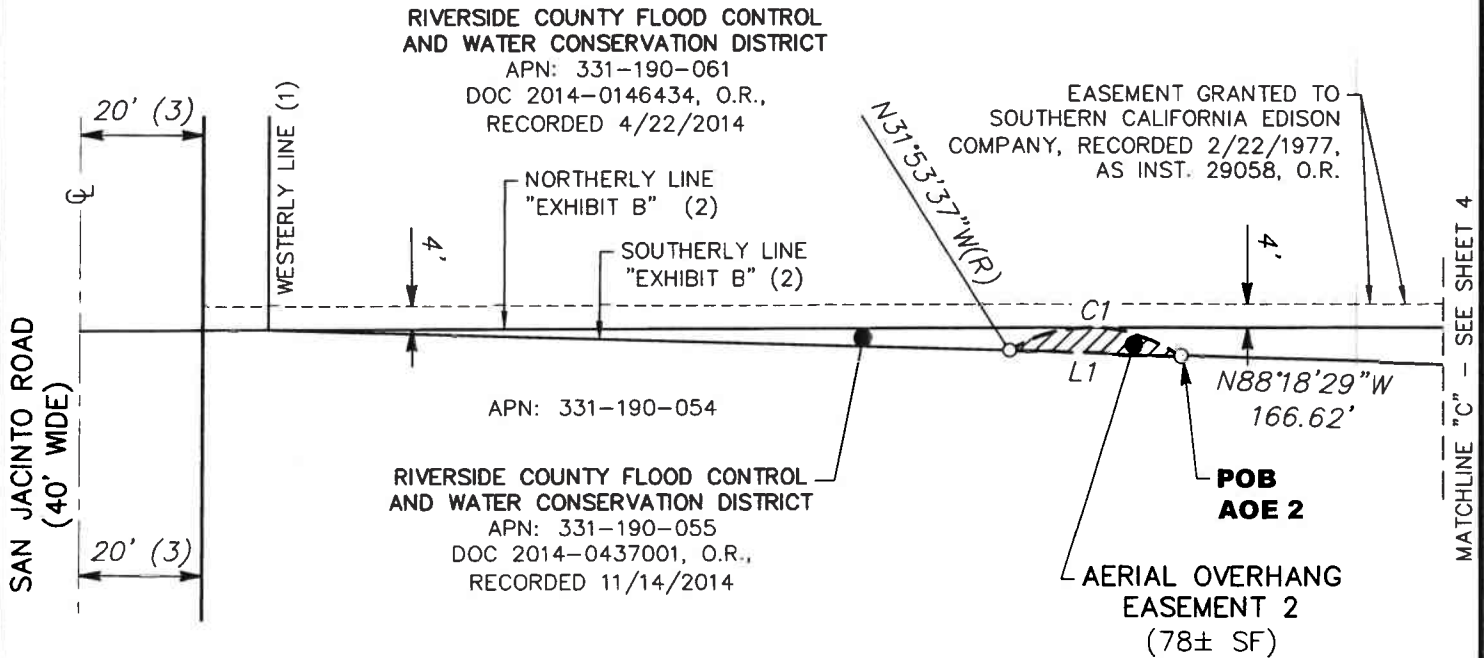 RIVERSIDE COUNTY FLOOD CONTROL
AND WATER CONSERVATION DISTRICT
APN: 331-190-061
DOC 2014-0146434, O.R.,
RECORDED 4/22/2014
20' (3)
WESTERLY LINE (1)
℄
NORTHERLY LINE
"EXHIBIT B" (2)
4'
SOUTHERLY LINE
"EXHIBIT B" (2)
N31°53'37"W(R)
EASEMENT GRANTED TO
SOUTHERN CALIFORNIA EDISON
COMPANY, RECORDED 2/22/1977,
AS INST. 29058, O.R.
4'
C1
L1
N88°18'29"W
166.62'
MATCHLINE "C" - SEE SHEET 4
SAN JACINTO ROAD
(40' WIDE)
APN: 331-190-054
RIVERSIDE COUNTY FLOOD CONTROL
AND WATER CONSERVATION DISTRICT
APN: 331-190-055
DOC 2014-0437001, O.R.,
RECORDED 11/14/2014
20' (3)
POB
AOE 2
AERIAL OVERHANG
EASEMENT 2
(78± SF)